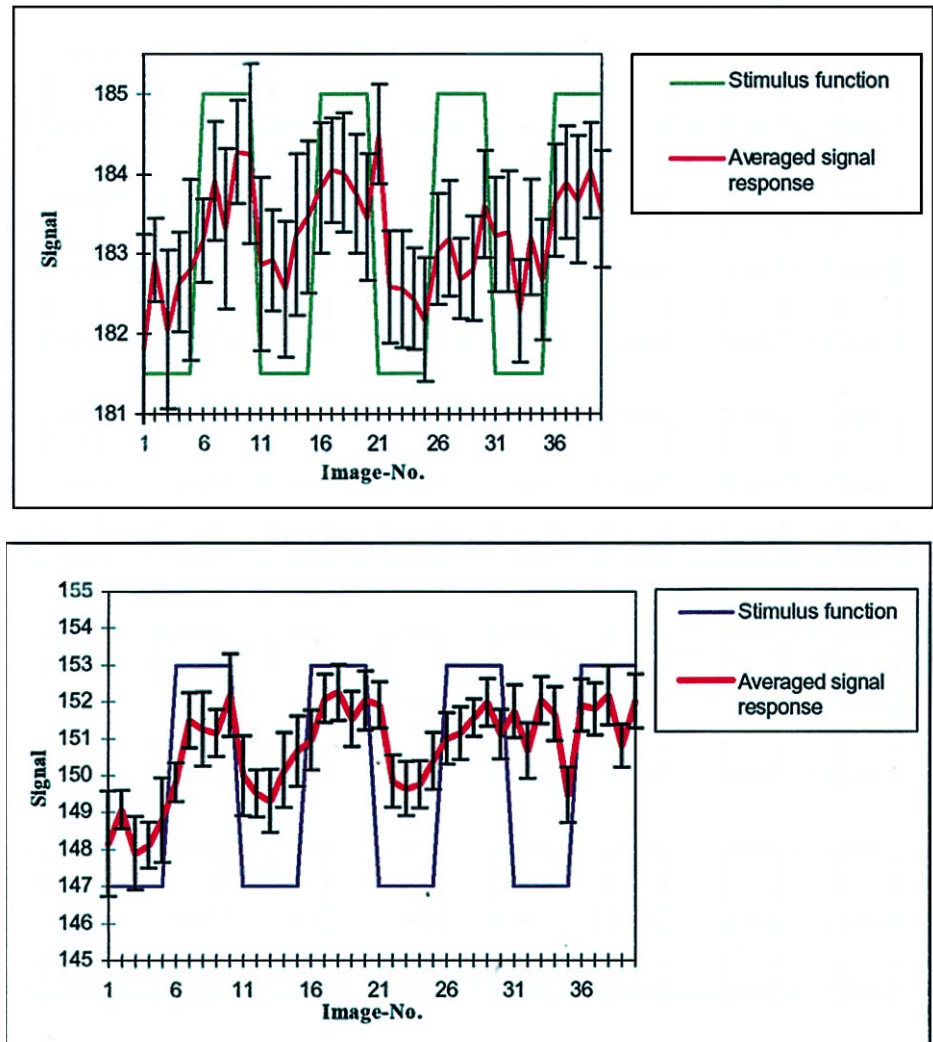 185
184
183
182
181
Signal
1 6 11 16 21 26 31 36
Image-No.
Stimulus function
Averaged signal
response
155
154
153
152
151
150
149
148
147
146
145
Signal
1 6 11 16 21 26 31 36
Image-No.
Stimulus function
Averaged signal
response